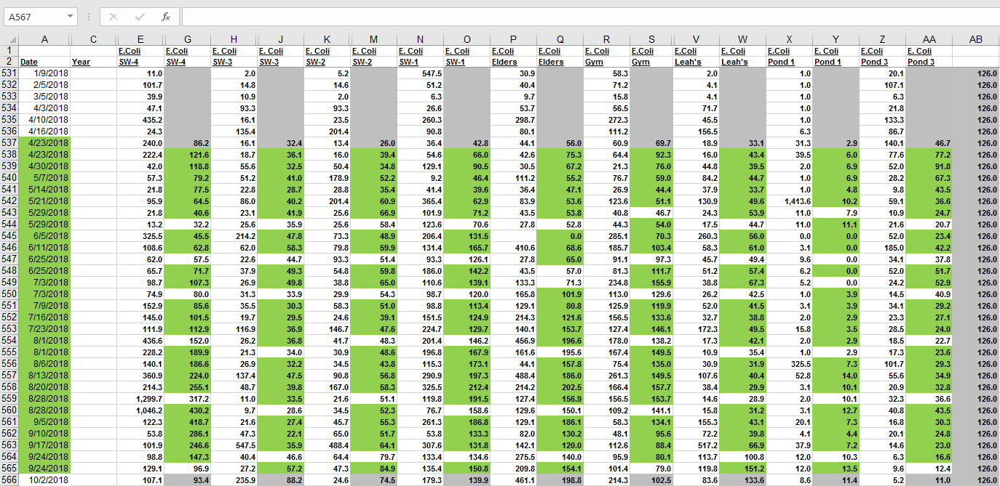 A567 fx
A C E G H J K M N O P Q R S V W X Y Z AA AB
1 E.Coli E.Coli E. Coli E. Coli E. Coli E. Coli E. Coli E. Coli E.Coli E.Coli E. Coli E.Coli E.Coli E. Coli E.Coli E. Coli E.Coli E. Coli
2 Date Year SW-4 SW-4 SW-3 SW-3 SW-2 SW-2 SW-1 SW-1 Elders Elders Gym Gym Leah's Leah's Pond 1 Pond 1 Pond 3 Pond 3
531 1/9/2018 11.0 2.0 5.2 547.5 30.9 58.3 2.0 1.0 20.1 126.0
532 2/5/2018 101.7 14.8 14.6 51.2 40.4 71.2 4.1 1.0 107.1 126.0
533 3/5/2018 39.9 10.9 2.0 6.3 9.7 15.8 4.1 1.0 6.3 126.0
534 4/3/2018 47.1 93.3 93.3 26.6 53.7 56.5 71.7 1.0 21.8 126.0
535 4/10/2018 435.2 16.1 23.5 260.3 298.7 272.3 45.5 1.0 133.3 126.0
536 4/16/2018 24.3 135.4 201.4 90.8 80.1 111.2 156.5 6.3 86.7 126.0
537 4/23/2018 240.0 86.2 16.1 32.4 13.4 26.0 36.4 42.8 44.1 56.0 60.9 69.7 18.9 33.1 31.3 2.9 140.1 46.7 126.0
538 4/23/2018 222.4 121.6 18.7 36.1 16.0 39.4 54.6 66.0 42.6 75.3 64.4 92.3 16.0 43.4 39.5 6.0 77.6 77.2 126.0
539 4/30/2018 42.0 118.8 55.6 32.5 50.4 34.8 129.1 90.5 30.5 67.2 21.3 76.0 44.8 39.5 2.0 6.9 52.0 91.8 126.0
540 5/7/2018 57.3 79.2 51.2 41.0 178.9 52.2 9.2 46.4 111.2 55.2 76.7 59.0 84.2 44.7 1.0 6.9 28.2 67.3 126.0
541 5/14/2018 21.8 77.5 22.8 28.7 28.8 35.4 41.4 39.6 36.4 47.1 26.9 44.4 37.9 33.7 1.0 4.8 9.8 43.5 126.0
542 5/21/2018 95.9 64.5 86.0 40.2 201.4 60.9 365.4 62.9 83.9 53.6 123.6 51.1 130.9 49.6 1,413.6 10.2 59.1 36.6 126.0
543 5/29/2018 21.8 40.6 23.1 41.9 25.6 66.9 101.9 71.2 43.5 53.8 40.8 46.7 24.3 53.9 11.0 7.9 10.9 24.7 126.0
544 5/29/2018 13.2 32.2 25.6 35.9 25.6 58.4 123.6 70.6 27.8 52.8 44.3 54.0 17.5 44.7 11.0 11.1 21.6 20.7 126.0
545 6/5/2018 325.5 45.5 214.2 47.8 73.3 48.9 206.4 131.5 0.0 285.1 70.3 260.3 56.0 0.0 0.0 52.0 23.4 126.0
546 6/11/2018 108.6 62.8 62.0 58.3 79.8 59.9 131.4 165.7 410.6 68.6 185.7 103.4 58.3 61.0 3.1 0.0 185.0 42.2 126.0
547 6/25/2018 62.0 57.5 22.6 44.7 93.3 51.4 93.3 126.1 27.8 65.0 91.1 97.3 45.7 49.4 9.6 0.0 34.1 37.8 126.0
548 6/25/2018 65.7 71.7 37.9 49.3 54.8 59.8 186.0 142.2 43.5 57.0 81.3 111.7 51.2 57.4 6.2 0.0 52.0 51.7 126.0
549 7/3/2018 98.7 107.3 26.9 49.8 38.8 65.0 110.6 139.1 133.3 71.3 234.8 155.9 38.8 67.3 5.2 0.0 24.2 52.9 126.0
550 7/3/2018 74.9 80.0 31.3 33.9 29.9 54.3 98.7 120.0 165.8 101.9 113.0 129.6 26.2 42.5 1.0 3.9 14.5 40.9 126.0
551 7/9/2018 152.9 85.6 35.5 30.3 58.3 51.0 98.8 113.4 129.1 80.8 125.9 119.9 52.0 41.5 3.1 3.9 34.1 29.2 126.0
552 7/16/2018 145.0 101.5 19.7 29.5 24.6 39.1 151.5 124.9 214.3 121.6 156.5 133.6 32.7 38.8 2.0 2.9 23.3 27.1 126.0
553 7/23/2018 111.9 112.9 116.9 36.9 146.7 47.6 224.7 129.7 140.1 153.7 127.4 146.1 172.3 49.5 15.8 3.5 28.5 24.0 126.0
554 8/1/2018 436.6 152.0 26.2 36.8 41.7 48.3 201.4 146.2 456.9 196.6 178.0 138.2 17.3 42.1 2.0 2.9 18.5 22.7 126.0
555 8/1/2018 228.2 189.9 21.3 34.0 30.9 48.6 196.8 167.9 161.6 195.6 167.4 149.5 10.9 35.4 1.0 2.9 17.3 23.6 126.0
556 8/6/2018 140.1 186.6 26.9 32.2 34.5 43.8 115.3 173.1 44.1 157.8 75.4 135.0 30.9 31.9 325.5 7.3 101.7 29.3 126.0
557 8/13/2018 360.9 224.0 137.4 47.5 90.8 56.8 290.9 197.3 488.4 186.0 261.3 149.5 107.6 40.4 52.8 14.0 55.6 34.9 126.0
558 8/20/2018 214.3 255.1 48.7 39.8 167.0 58.3 325.5 212.4 214.2 202.5 166.4 157.7 38.4 29.9 3.1 10.1 20.9 32.8 126.0
559 8/28/2018 1,299.7 317.2 11.0 33.5 21.6 51.1 119.8 191.5 127.4 156.9 156.5 153.7 14.6 28.9 2.0 10.1 32.3 36.6 126.0
560 8/28/2018 1,046.2 430.2 9.7 28.6 34.5 52.3 76.7 158.6 129.6 150.1 109.2 141.1 15.8 31.2 3.1 12.7 40.8 43.5 126.0
561 9/5/2018 122.3 418.7 21.6 27.4 45.7 55.3 261.3 186.8 129.1 186.1 58.3 134.1 155.3 43.1 20.1 7.3 16.8 30.3 126.0
562 9/10/2018 53.8 286.1 47.3 22.1 65.0 51.7 53.8 133.3 82.0 130.2 48.1 95.6 72.2 39.8 4.1 4.4 20.1 24.8 126.0
563 9/17/2018 101.9 246.6 547.5 35.9 488.4 64.1 307.6 131.8 142.1 120.0 112.6 88.4 517.2 66.9 37.9 7.2 14.6 23.0 126.0
564 9/24/2018 98.8 147.3 40.4 46.6 64.4 79.7 133.4 134.6 275.5 140.0 95.9 80.1 113.7 100.8 12.0 10.3 6.3 16.6 126.0
565 9/24/2018 129.1 96.9 27.2 57.2 47.3 84.9 135.4 150.8 209.8 154.1 101.4 79.0 119.8 151.2 12.0 13.5 9.6 12.4 126.0
566 10/2/2018 107.1 93.4 235.9 88.2 24.6 74.5 179.3 139.9 461.1 198.8 214.3 102.5 83.6 133.6 8.6 11.4 5.2 11.0 126.0